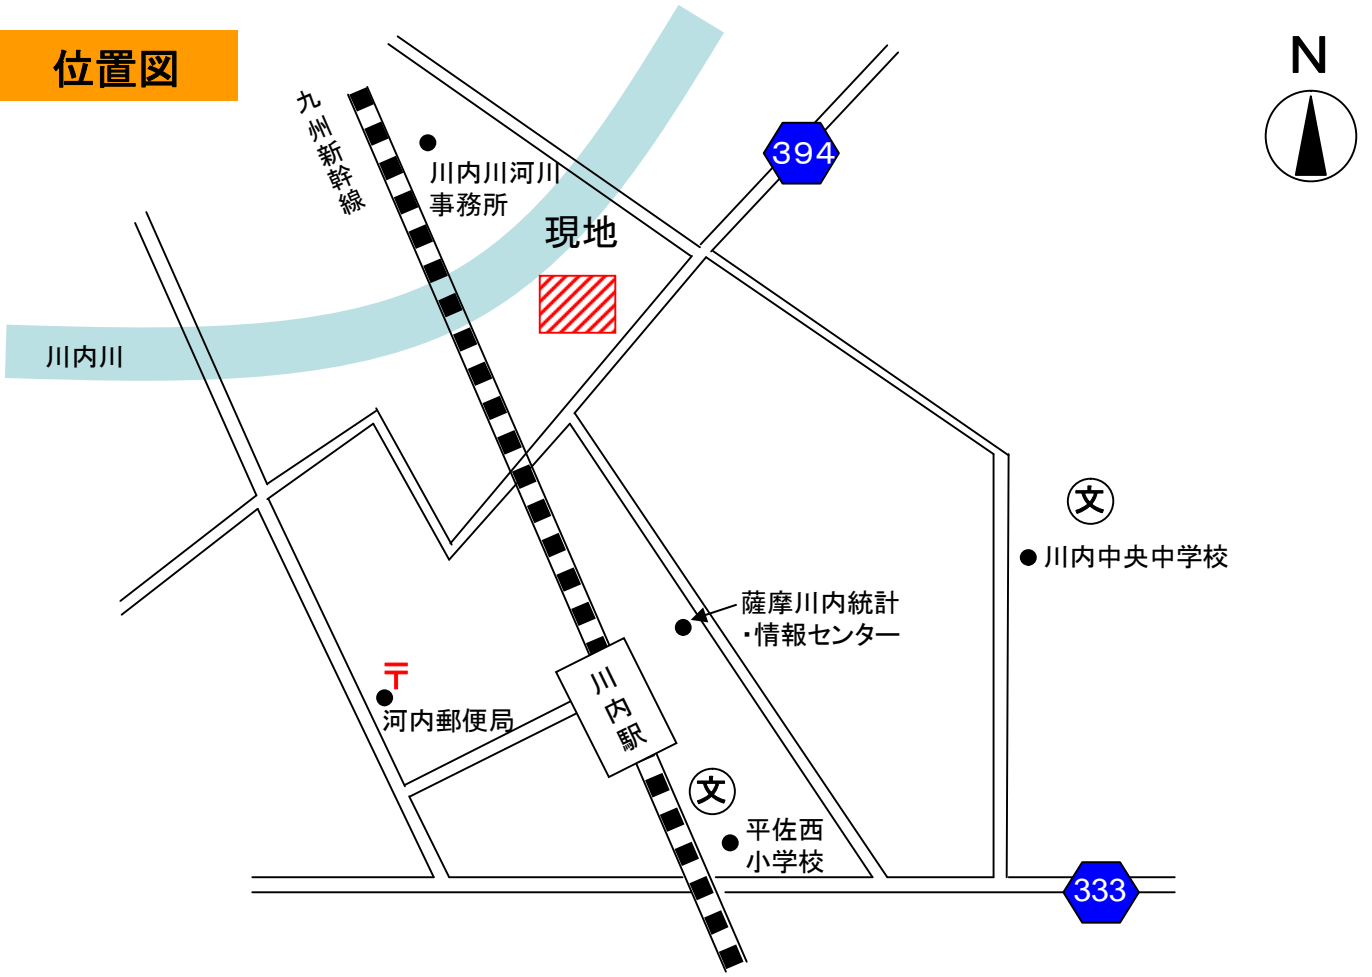 位置図
N
九州新幹線
394
川内川河川
事務所
現地
川内川
文
川内中央中学校
薩摩川内統計
・情報センター
〒
河内郵便局
川内駅
文
平佐西
小学校
333